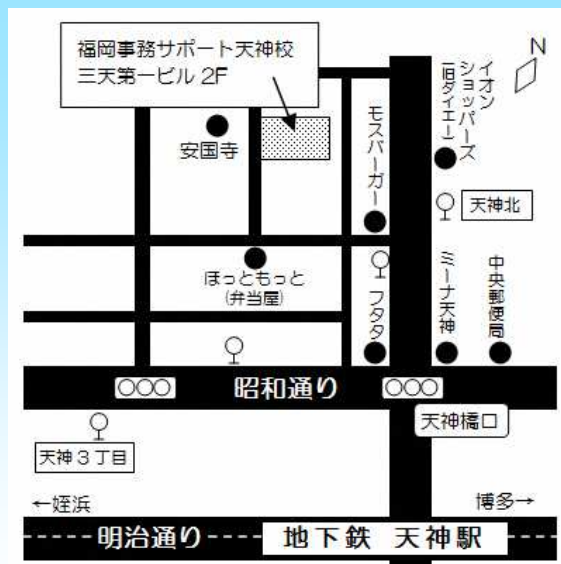 福岡事務サポート天神校
三天第一ビル 2F
N
イオン
ショッパーズ
(旧ダイエー)
モスバーガー
安国寺
天神北
ほっともっと
(弁当屋)
フタタ
ミーナ天神
中央郵便局
昭和通り
天神橋口
天神3丁目
←姪浜
博多→
明治通り
地下鉄 天神駅